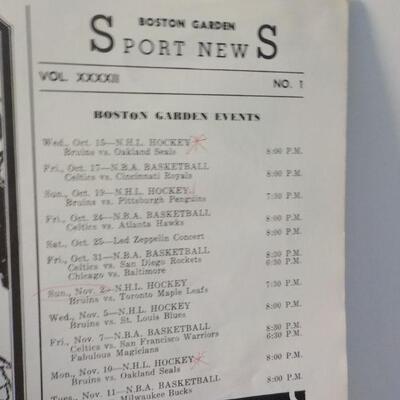 BOSTON GARDEN
SPORT NEWS
VOL. XXXXIII NO. 1
BOSTON GARDEN EVENTS
Wed., Oct. 15—N.H.L. HOCKEY
Bruins vs. Oakland Seals 8:00 P.M.
Fri., Oct. 17—N.B.A. BASKETBALL
Celtics vs. Cincinnati Royals 8:00 P.M.
Sun., Oct. 19—N.H.L. HOCKEY
Bruins vs. Pittsburgh Penguins 7:30 P.M.
Fri., Oct. 24—N.B.A. BASKETBALL
Celtics vs. Atlanta Hawks 8:00 P.M.
Sat., Oct. 25—Led Zeppelin Concert 8:00 P.M.
Fri., Oct. 31—N.B.A. BASKETBALL
Celtics vs. San Diego Rockets 8:30 P.M.
Chicago vs. Baltimore 6:30 P.M.
Sun., Nov. 2—N.H.L. HOCKEY
Bruins vs. Toronto Maple Leafs 7:30 P.M.
Wed., Nov. 5—N.H.L. HOCKEY
Bruins vs. St. Louis Blues 8:00 P.M.
Fri., Nov. 7—N.B.A. BASKETBALL
Celtics vs. San Francisco Warriors 8:30 P.M.
Fabulous Magicians 6:30 P.M.
Mon., Nov. 10—N.H.L. HOCKEY
Bruins vs. Oakland Seals 8:00 P.M.
Tues., Nov. 11—N.B.A. BASKETBALL
Milwaukee Bucks 8:00 P.M.